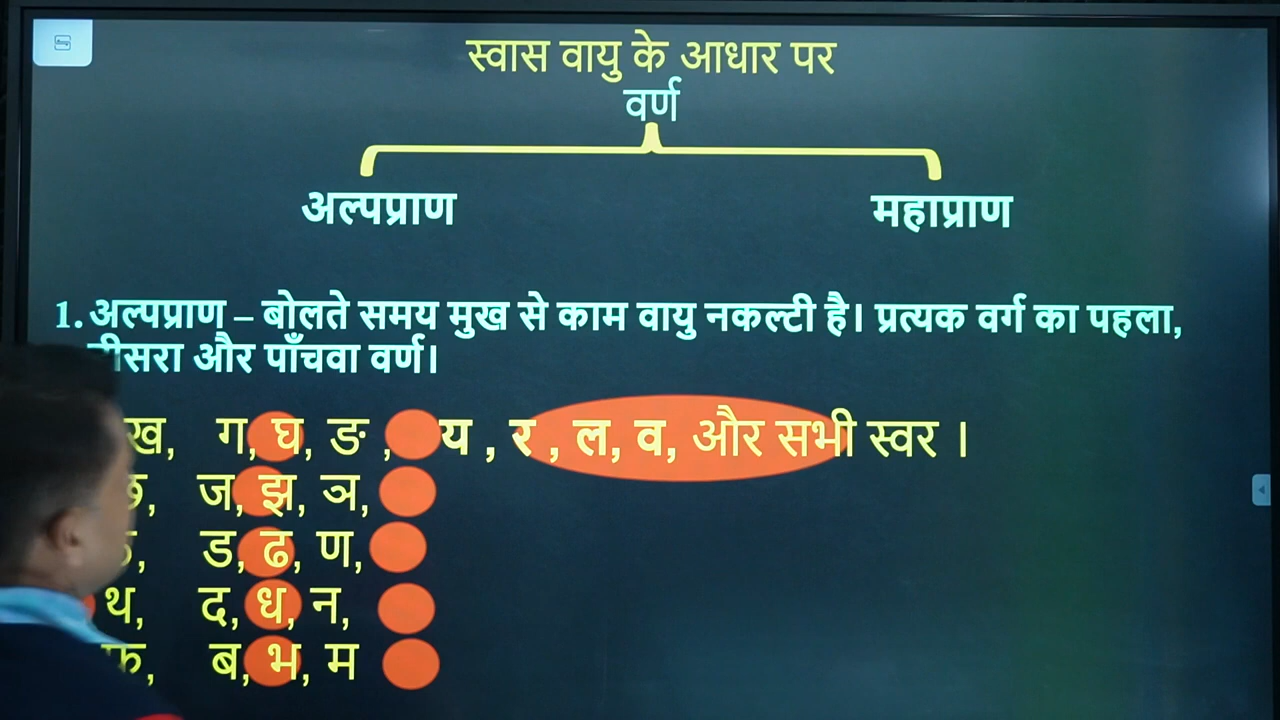 स्वास वायु के आधार पर
वर्ण
अल्पप्राण महाप्राण
1. अल्पप्राण – बोलते समय मुख से काम वायु नकल्टी है। प्रत्यक वर्ग का पहला,
और पाँचवा वर्ण।
ख, ग, घ, ङ , य , र , ल, व, और सभी स्वर ।
ज, झ, ञ,
ड, ढ, ण,
थ, द, ध, न,
ब, भ, म